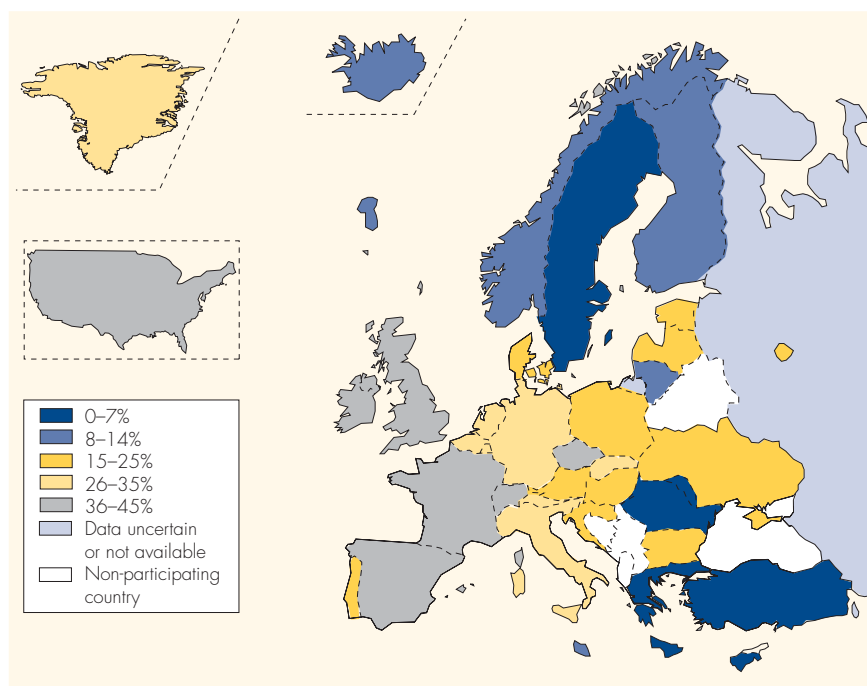 0–7%
8–14%
15–25%
26–35%
36–45%
Data uncertain
or not available
Non-participating
country